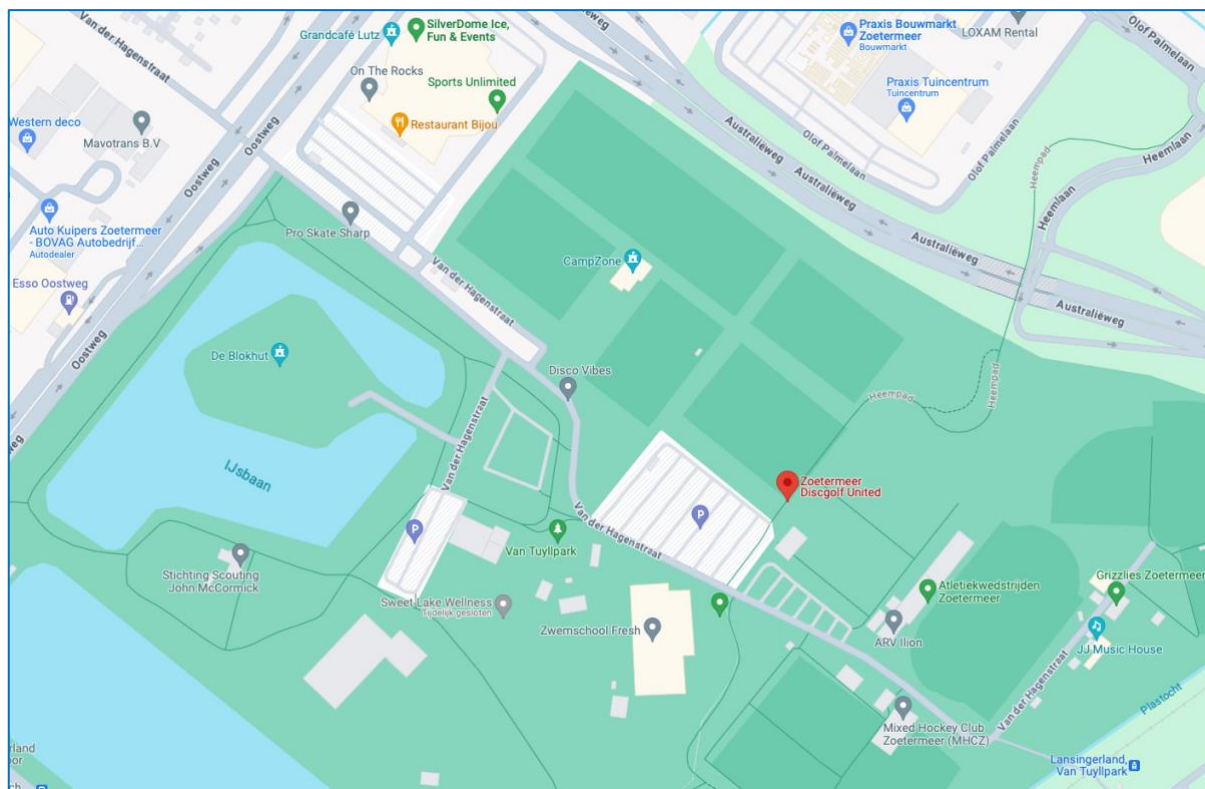 Van der Hagenstraat
Grandcafé Lutz
SilverDome Ice,
Fun & Events
Praxis Bouwmarkt
Zoetermeer
Bouwmarkt
LOXAM Rental
Olof Palmelaan
On The Rocks
Oostweg
Sports Unlimited
Praxis Tuincentrum
Tuincentrum
Western deco
Mavotrans B.V
Restaurant Bijou
Oostweg
Australiëweg
Olof Palmelaan
Olof Palmelaan
Heemlaan
Heempad
Australiëweg
Heemlaan
Auto Kuipers Zoetermeer
- BOVAG Autobedrijf...
Autodealer
Pro Skate Sharp
Australiëweg
CampZone
Van der Hagenstraat
Esso Oostweg
Australiëweg
Oostweg
De Blokhut
Disco Vibes
Heempad
Heempad
Van der Hagenstraat
IJsbaan
Zoetermeer
Discgolf United
P
P
Van der Hagenstraat
Van Tuyllpark
Stichting Scouting
John McCormick
Sweet Lake Wellness
Tijdelijk gesloten
Zwemschool Fresh
Atletiekwedstrijden
Zoetermeer
Grizzlies Zoetermeer
ARV Ilion
JJ Music House
Van der Hagenstraat
Plastocht
Mixed Hockey Club
Zoetermeer (MHCZ)
Lansingerland,
Van Tuyllpark